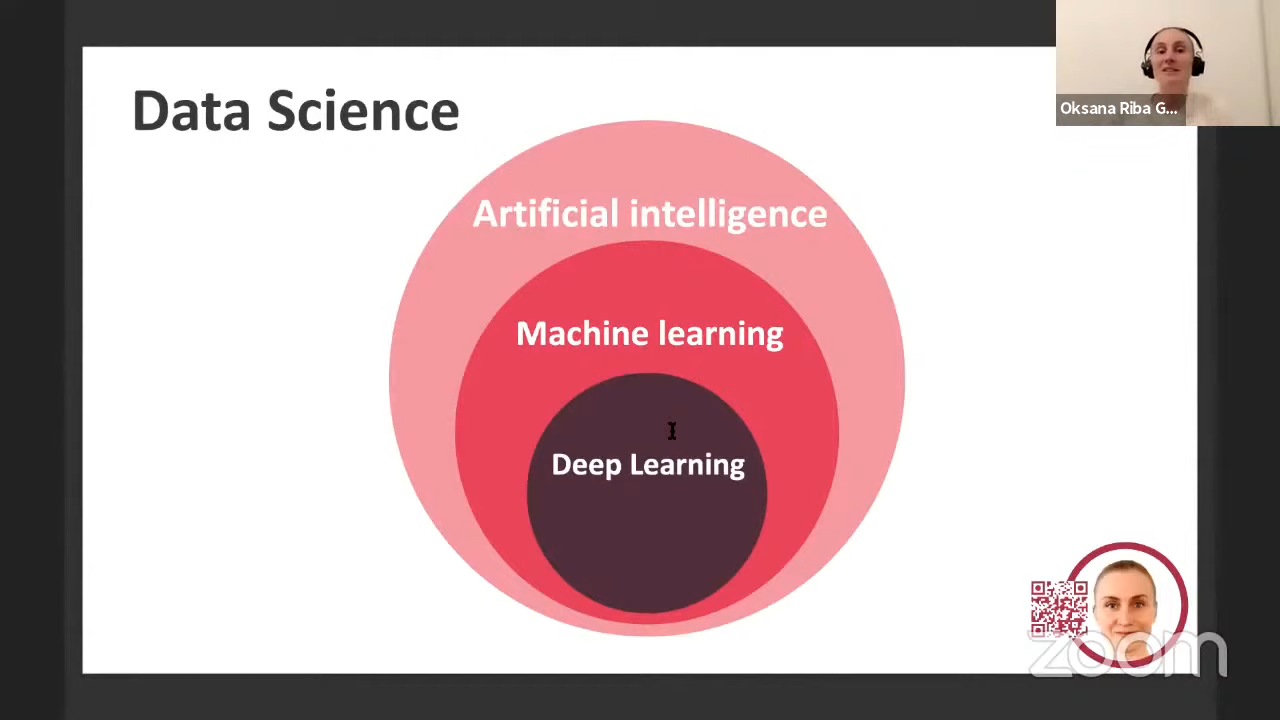 Data Science
Oksana Riba G...
Artificial intelligence
Machine learning
Deep Learning
zoom